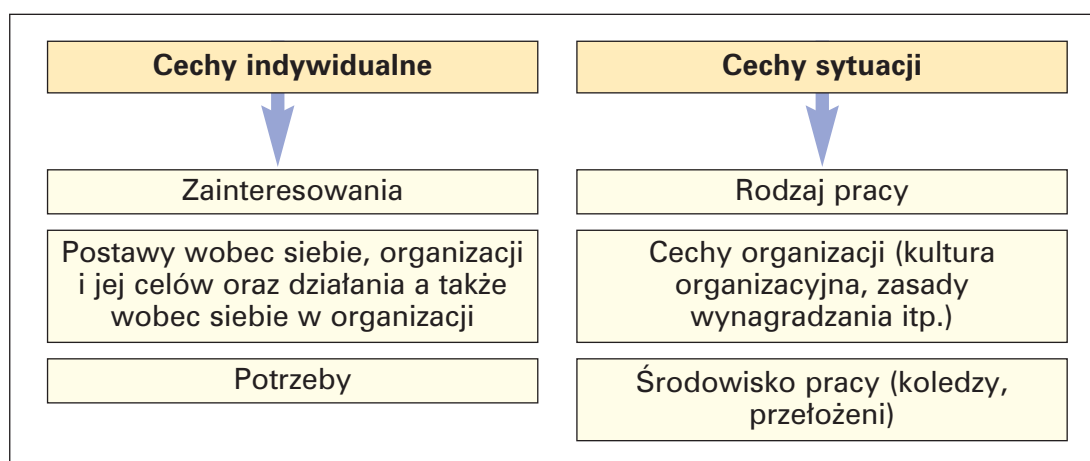 Cechy indywidualne
Zainteresowania
Postawy wobec siebie, organizacji
i jej celów oraz działania a także
wobec siebie w organizacji
Potrzeby
Cechy sytuacji
Rodzaj pracy
Cechy organizacji (kultura
organizacyjna, zasady
wynagradzania itp.)
Środowisko pracy (koledzy,
przełożeni)